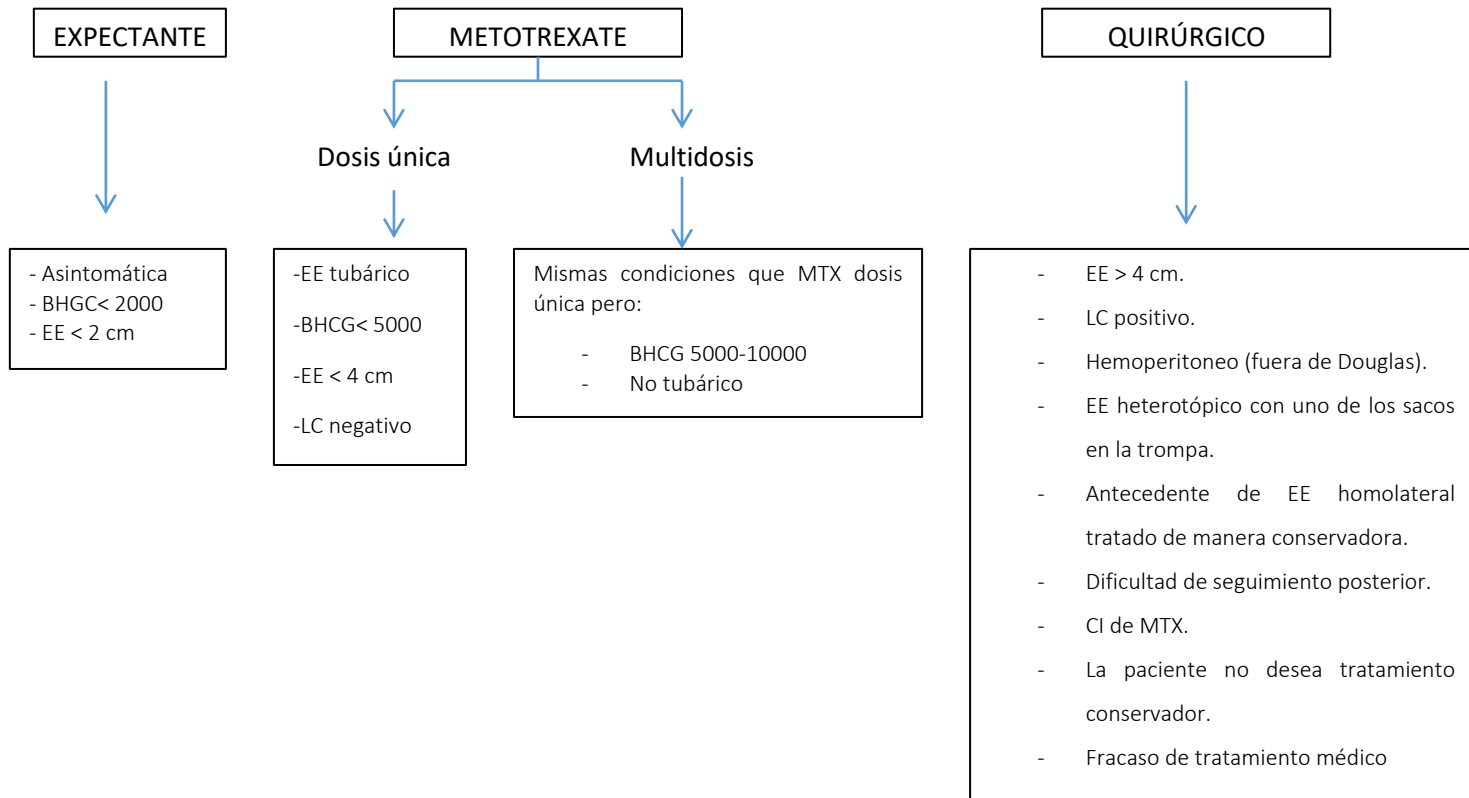 EXPECTANTE
METOTREXATE
QUIRÚRGICO
Dosis única
Multidosis
- Asintomática
- BHGC< 2000
- EE < 2 cm
-EE tubárico
-BHCG< 5000
-EE < 4 cm
-LC negativo
Mismas condiciones que MTX dosis
única pero:
- BHCG 5000-10000
- No tubárico
- EE > 4 cm.
- LC positivo.
- Hemoperitoneo (fuera de Douglas).
- EE heterotópico con uno de los sacos
en la trompa.
- Antecedente de EE homolateral
tratado de manera conservadora.
- Dificultad de seguimiento posterior.
- CI de MTX.
- La paciente no desea tratamiento
conservador.
- Fracaso de tratamiento médico